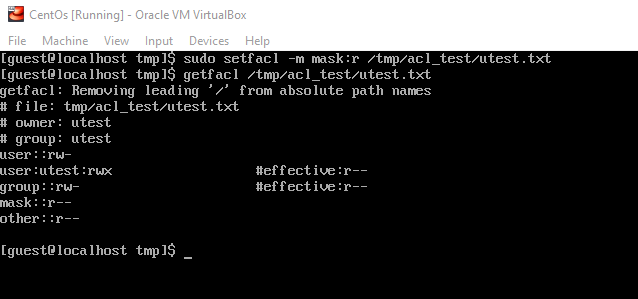 CentOs [Running] - Oracle VM VirtualBox
File Machine View Input Devices Help
[guest@localhost tmp]$ sudo setfacl -m mask:r /tmp/acl_test/utest.txt
[guest@localhost tmp]$ getfacl /tmp/acl_test/utest.txt
getfacl: Removing leading '/' from absolute path names
# file: tmp/acl_test/utest.txt
# owner: utest
# group: utest
user::rw-
user:utest:rwx #effective:r--
group::rw- #effective:r--
mask::r--
other::r--
[guest@localhost tmp]$ _